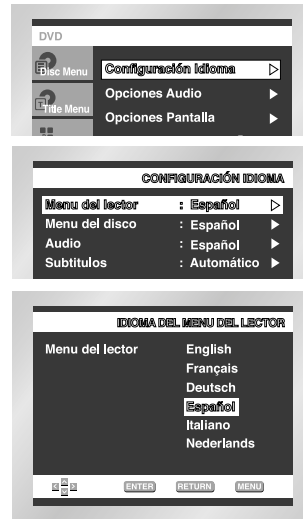 DVD
Disc Menu
Configuración Idioma
Title Menu
Opciones Audio
Opciones Pantalla
CONFIGURACIÓN IDIOMA
Menu del lector : Español
Menu del disco : Español
Audio : Español
Subtitulos : Automático
IDIOMA DEL MENU DEL LECTOR
Menu del lector English
Français
Deutsch
Español
Italiano
Nederlands
ENTER RETURN MENU